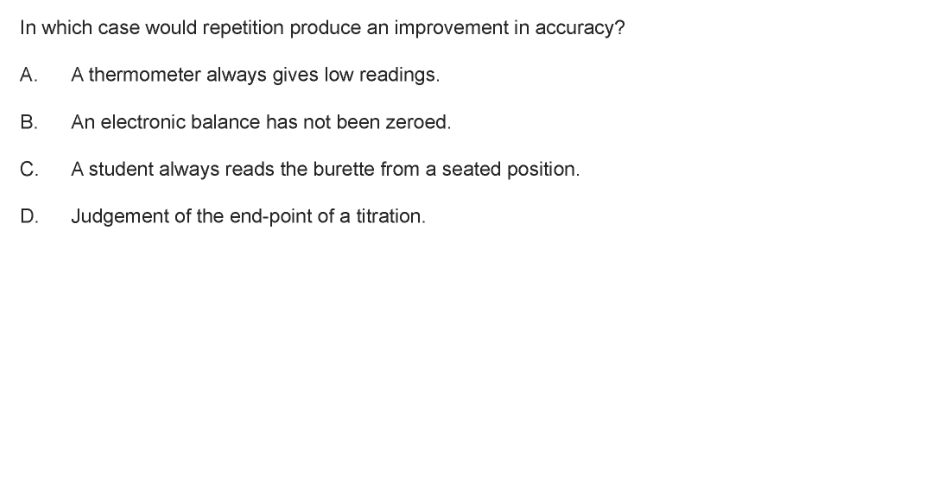 In which case would repetition produce an improvement in accuracy?
A. A thermometer always gives low readings.
B. An electronic balance has not been zeroed.
C. A student always reads the burette from a seated position.
D. Judgement of the end-point of a titration.